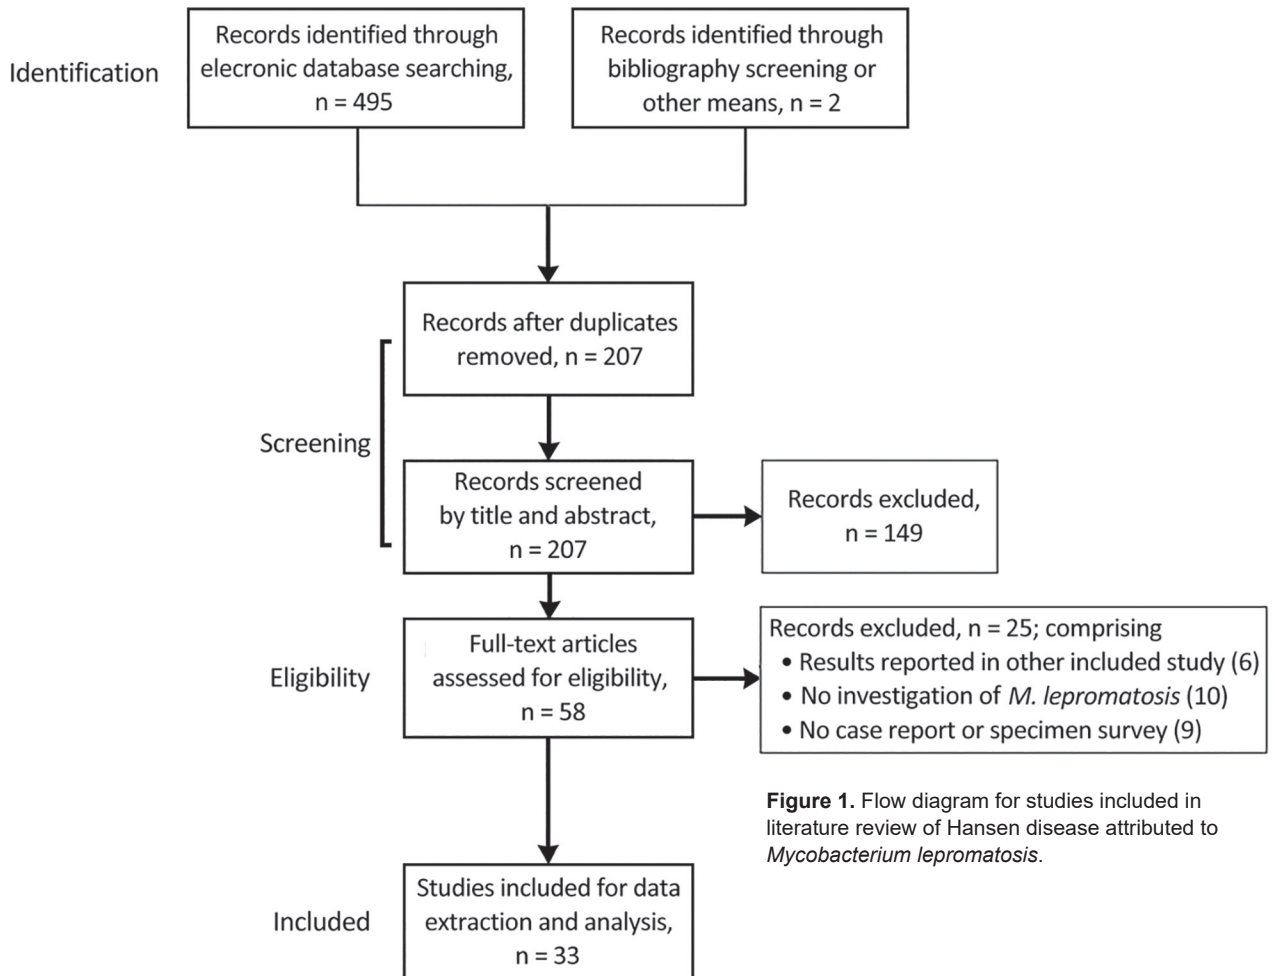 Identification
Records identified through
elecronic database searching,
n = 495
Records identified through
bibliography screening or
other means, n = 2
Records after duplicates
removed, n = 207
Screening
Records screened
by title and abstract,
n = 207
Records excluded,
n = 149
Eligibility
Full-text articles
assessed for eligibility,
n = 58
Records excluded, n = 25; comprising
• Results reported in other included study (6)
• No investigation of M. lepromatosis (10)
• No case report or specimen survey (9)
Figure 1. Flow diagram for studies included in
literature review of Hansen disease attributed to
Mycobacterium lepromatosis.
Included
Studies included for data
extraction and analysis,
n = 33